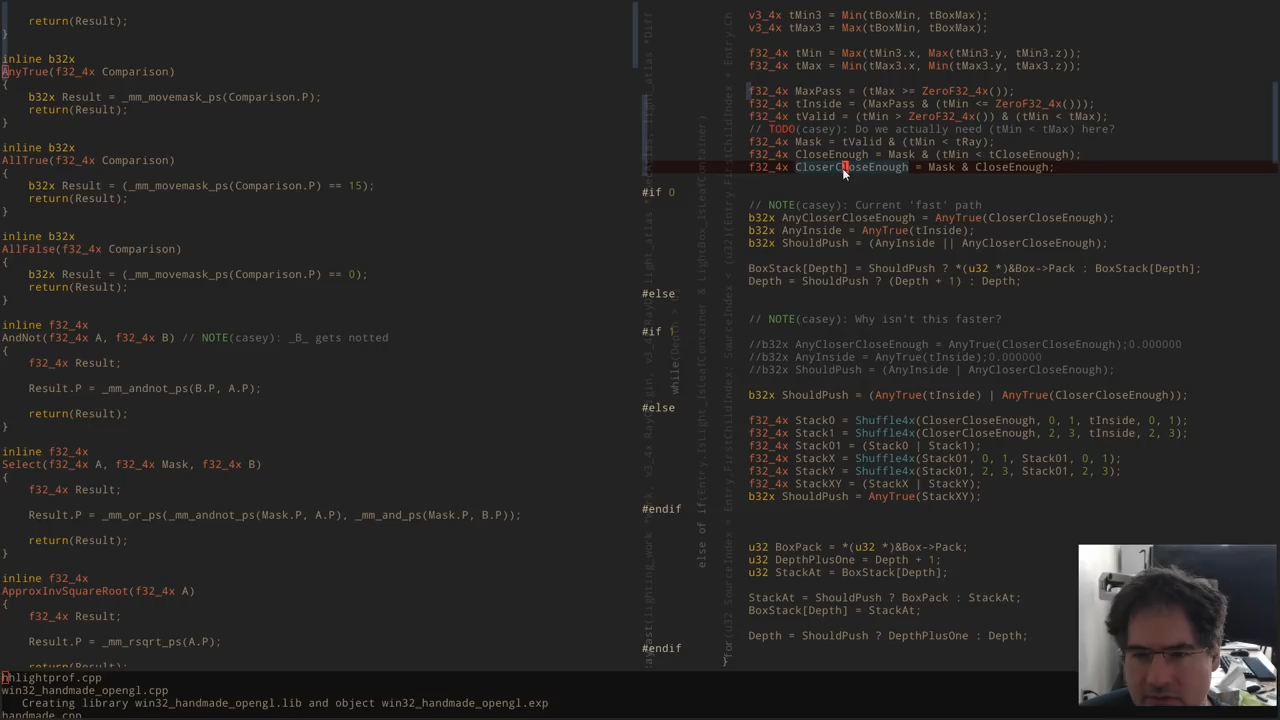 return(Result);
}
inline b32x
AnyTrue(f32_4x Comparison)
{
b32x Result = _mm_movemask_ps(Comparison.P);
return(Result);
}
inline b32x
AllTrue(f32_4x Comparison)
{
b32x Result = (_mm_movemask_ps(Comparison.P) == 15);
return(Result);
}
inline b32x
AllFalse(f32_4x Comparison)
{
b32x Result = (_mm_movemask_ps(Comparison.P) == 0);
return(Result);
}
inline f32_4x
AndNot(f32_4x A, f32_4x B) // NOTE(casey): _B_ gets notted
{
f32_4x Result;
Result.P = _mm_andnot_ps(B.P, A.P);
return(Result);
}
inline f32_4x
Select(f32_4x A, f32_4x Mask, f32_4x B)
{
f32_4x Result;
Result.P = _mm_or_ps(_mm_andnot_ps(Mask.P, A.P), _mm_and_ps(Mask.P, B.P));
return(Result);
}
inline f32_4x
ApproxInvSquareRoot(f32_4x A)
{
f32_4x Result;
Result.P = _mm_rsqrt_ps(A.P);
return(Result);
v3_4x tMin3 = Min(tBoxMin, tBoxMax);
v3_4x tMax3 = Max(tBoxMin, tBoxMax);
f32_4x tMin = Max(tMin3.x, Max(tMin3.y, tMin3.z));
f32_4x tMax = Min(tMax3.x, Min(tMax3.y, tMax3.z));
f32_4x MaxPass = (tMax >= ZeroF32_4x());
f32_4x tInside = (MaxPass & (tMin <= ZeroF32_4x()));
f32_4x tValid = (tMin > ZeroF32_4x()) & (tMin < tMax);
// TODO(casey): Do we actually need (tMin < tMax) here?
f32_4x Mask = tValid & (tMin < tRay);
f32_4x CloseEnough = Mask & (tMin < tCloseEnough);
f32_4x CloserCloseEnough = Mask & CloseEnough;
#if 0
// NOTE(casey): Current 'fast' path
b32x AnyCloserCloseEnough = AnyTrue(CloserCloseEnough);
b32x AnyInside = AnyTrue(tInside);
b32x ShouldPush = (AnyInside || AnyCloserCloseEnough);
BoxStack[Depth] = ShouldPush ? *(u32 *)&Box->Pack : BoxStack[Depth];
Depth = ShouldPush ? (Depth + 1) : Depth;
#else
// NOTE(casey): Why isn't this faster?
#if 1
//b32x AnyCloserCloseEnough = AnyTrue(CloserCloseEnough);0.000000
//b32x AnyInside = AnyTrue(tInside);0.000000
//b32x ShouldPush = (AnyInside | AnyCloserCloseEnough);
b32x ShouldPush = (AnyTrue(tInside) | AnyTrue(CloserCloseEnough));
#else
f32_4x Stack0 = Shuffle4x(CloserCloseEnough, 0, 1, tInside, 0, 1);
f32_4x Stack1 = Shuffle4x(CloserCloseEnough, 2, 3, tInside, 2, 3);
f32_4x Stack01 = (Stack0 | Stack1);
f32_4x StackX = Shuffle4x(Stack01, 0, 1, Stack01, 0, 1);
f32_4x StackY = Shuffle4x(Stack01, 2, 3, Stack01, 2, 3);
f32_4x StackXY = (StackX | StackY);
b32x ShouldPush = AnyTrue(StackXY);
#endif
u32 BoxPack = *(u32 *)&Box->Pack;
u32 DepthPlusOne = Depth + 1;
u32 StackAt = BoxStack[Depth];
StackAt = ShouldPush ? BoxPack : StackAt;
BoxStack[Depth] = StackAt;
Depth = ShouldPush ? DepthPlusOne : Depth;
#endif
}
while(Depth > 0)
hhlightprof.cpp
win32_handmade_opengl.cpp
Creating library win32_handmade_opengl.lib and object win32_handmade_opengl.exp
handmade.cpp